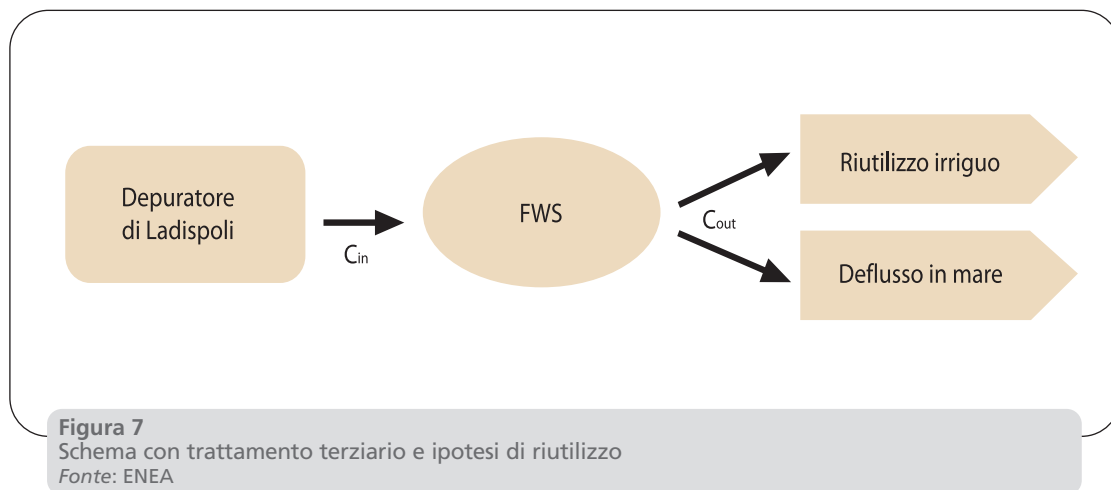 Depuratore
di Ladispoli
Cin
FWS
Cout
Riutilizzo irriguo
Deflusso in mare
Figura 7
Schema con trattamento terziario e ipotesi di riutilizzo
Fonte: ENEA